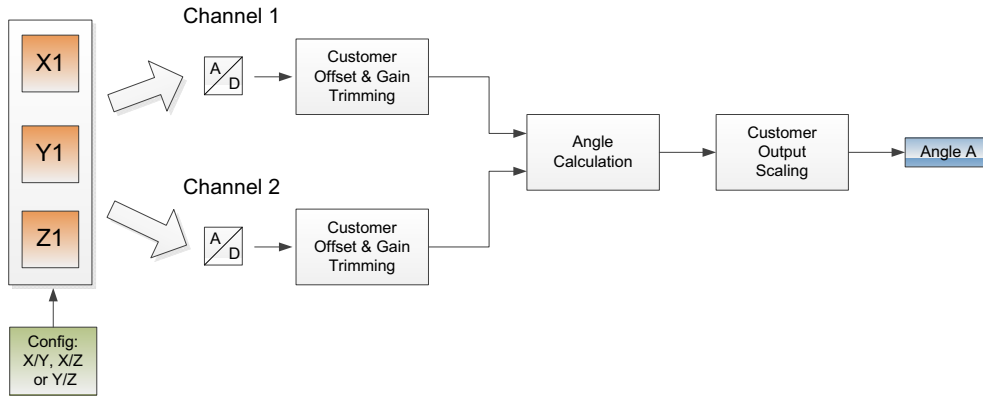 Channel 1
X1
Y1
Z1
A
D
Customer
Offset & Gain
Trimming
Channel 2
A
D
Customer
Offset & Gain
Trimming
Angle
Calculation
Customer
Output
Scaling
Angle A
Config:
X/Y, X/Z
or Y/Z